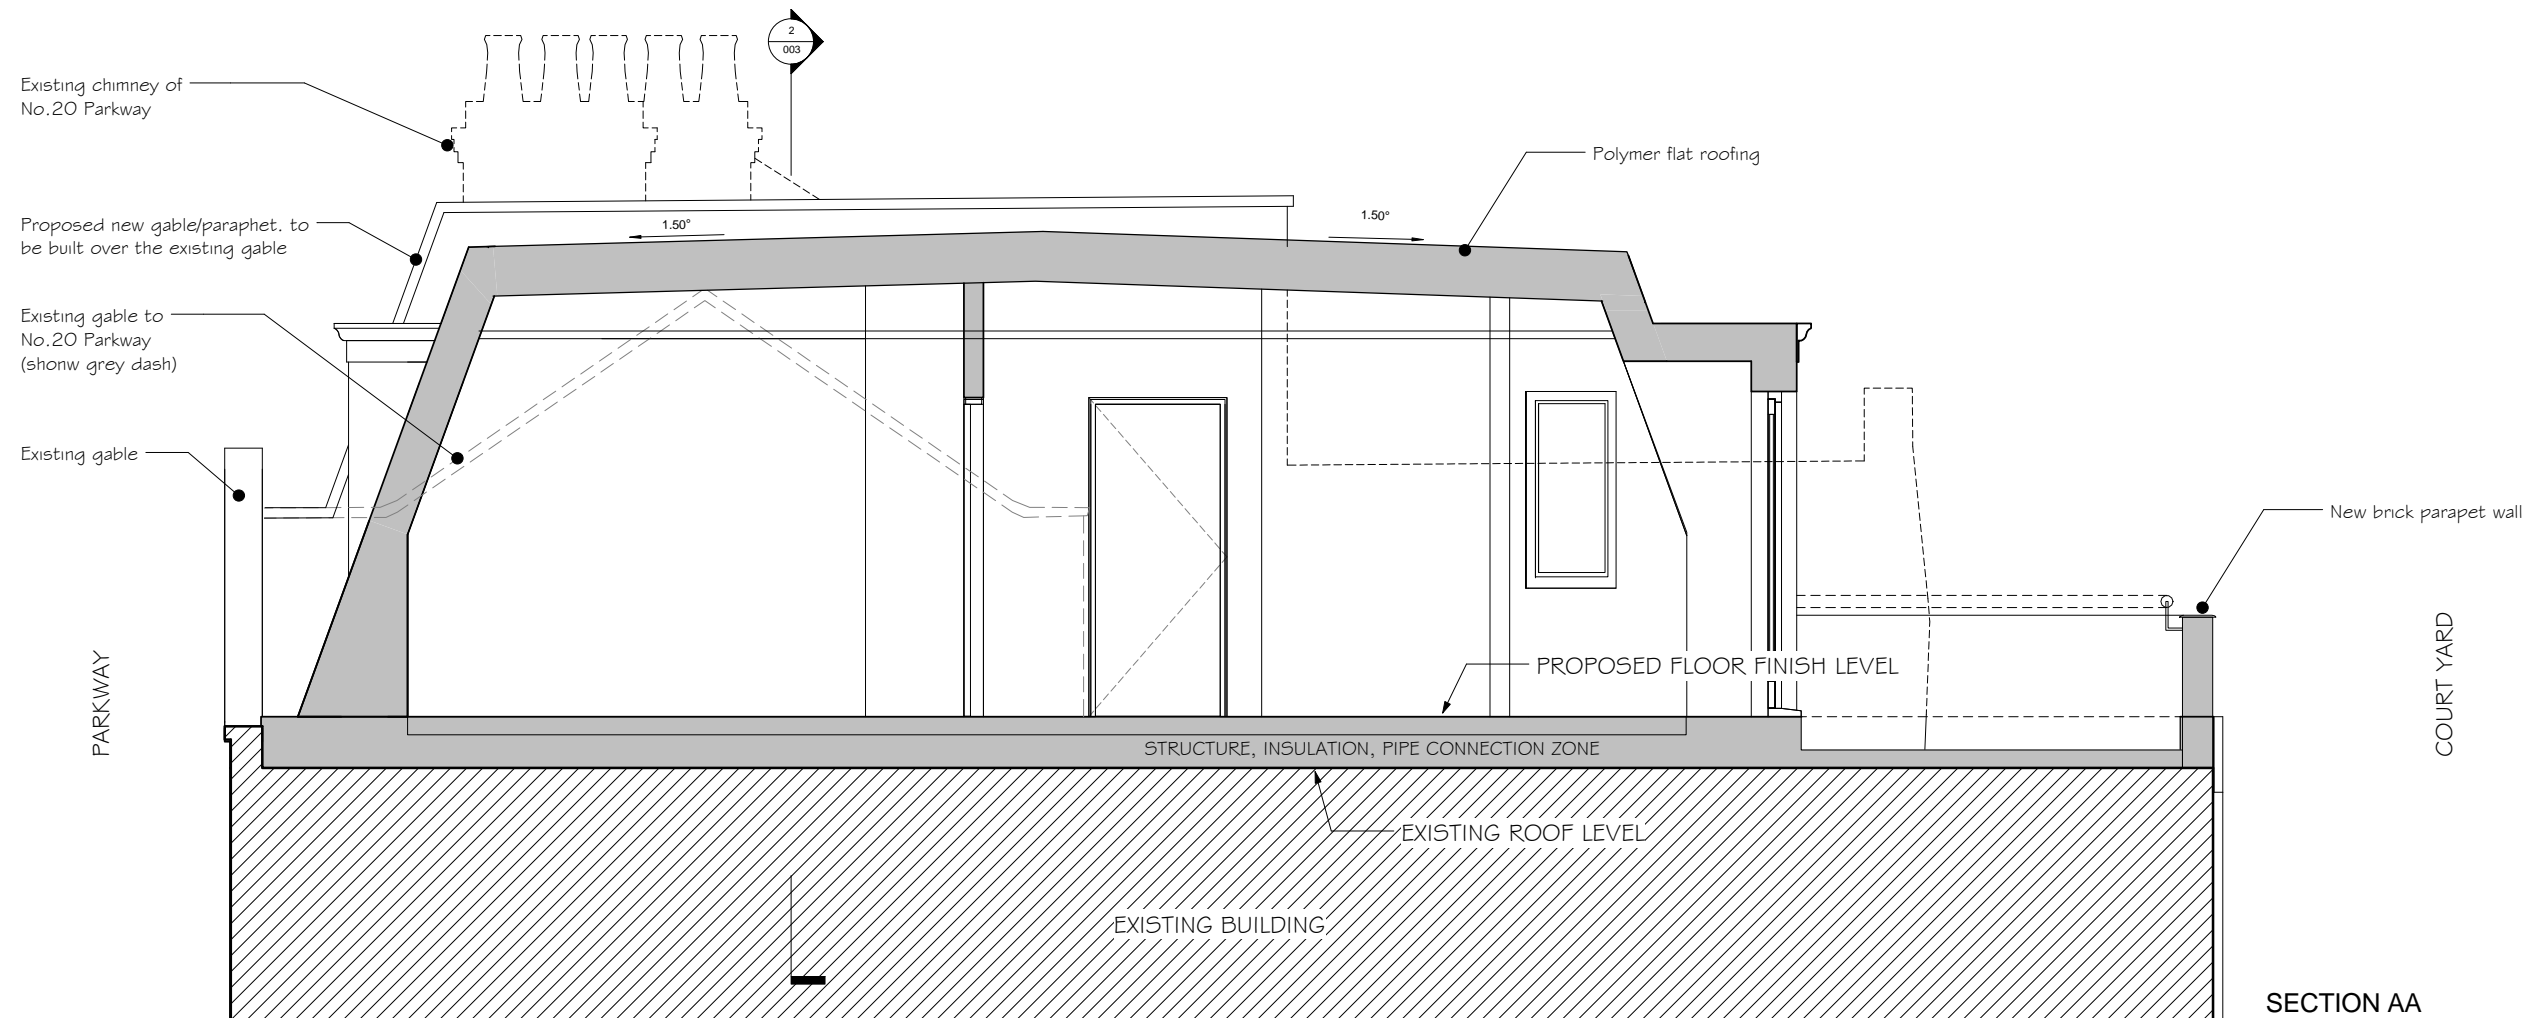 2
003
Existing chimney of
No.20 Parkway
Polymer flat roofing
Proposed new gable/paraphet. to
be built over the existing gable
1.50°
1.50°
Existing gable to
No.20 Parkway
(shonw grey dash)
Existing gable
New brick parapet wall
PARKWAY
PROPOSED FLOOR FINISH LEVEL
COURT YARD
STRUCTURE, INSULATION, PIPE CONNECTION ZONE
EXISTING ROOF LEVEL
EXISTING BUILDING
SECTION AA